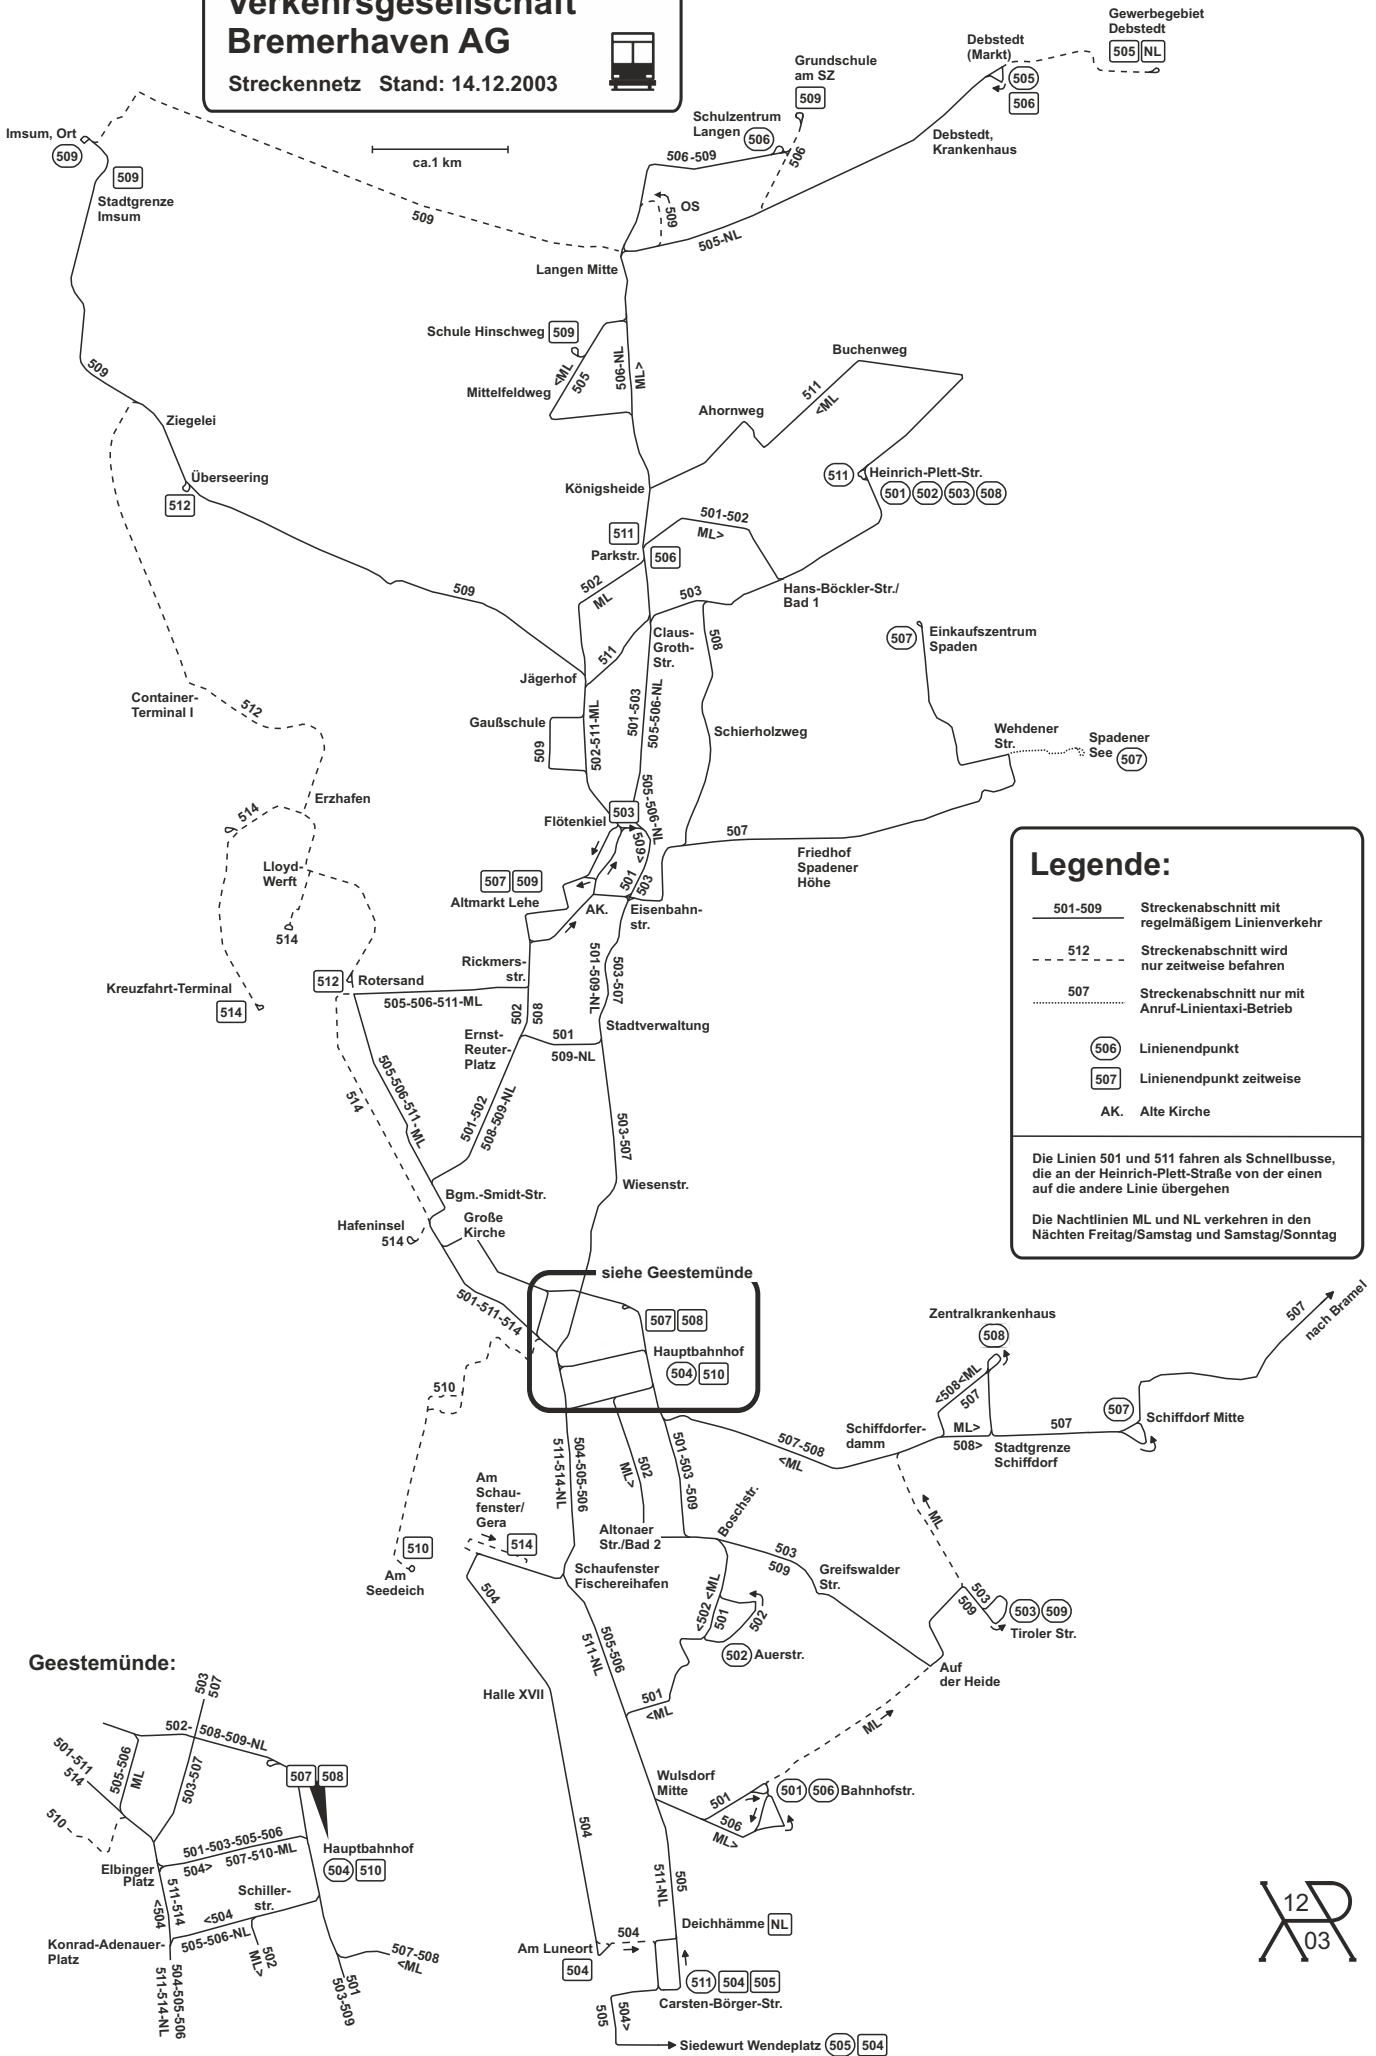 Verkehrsgesellschaft
Bremerhaven AG
Streckennetz Stand: 14.12.2003
Gewerbegebiet
Debstedt
505 NL
Debstedt
(Markt)
505
506
Grundschule
am SZ
509
Schulzentrum
Langen 506
Debstedt,
Krankenhaus
Imsum, Ort
509
509
Stadtgrenze
Imsum
ca.1 km
506-509
506
509
OS
505-NL
509
Langen Mitte
Schule Hinschweg 509
<ML
505
506-NL
ML>
Mittelfeldweg
509
Buchenweg
511
<ML
Ahornweg
Ziegelei
Überseering
512
Königsheide
511 Heinrich-Plett-Str.
501 502 503 508
511
Parkstr. 506
501-502
ML>
502
ML
503
Hans-Böckler-Str./
Bad 1
509
Claus-
Groth-
Str.
508
507 Einkaufszentrum
Spaden
511
Jägerhof
Container-
Terminal I
512
Gaußschule
509
502-511-ML
501-503
505-506-NL
Schierholzweg
Wehdener
Str.
Spadener
See 507
Erzhafen
514
503
505-506-NL
Flötenkiel
509>
507
Friedhof
Spadener
Höhe
Lloyd-
Werft
507 509
Altmarkt Lehe
501
503
AK.
Eisenbahn-
str.
514
Kreuzfahrt-Terminal
514
512 Rotersand
505-506-511-ML
Rickmers-
str.
501-509-NL
503-507
502
508
Stadtverwaltung
Ernst-
Reuter-
Platz
501
509-NL
505-506-511-ML
514
501-502
508-509-NL
503-507
Wiesenstr.
Bgm.-Smidt-Str.
Große
Kirche
Hafeninsel
514
Legende:
501-509
Streckenabschnitt mit
regelmäßigem Linienverkehr
512
Streckenabschnitt wird
nur zeitweise befahren
507
Streckenabschnitt nur mit
Anruf-Linientaxi-Betrieb
506 Linienendpunkt
507 Linienendpunkt zeitweise
AK. Alte Kirche
Die Linien 501 und 511 fahren als Schnellbusse,
die an der Heinrich-Plett-Straße von der einen
auf die andere Linie übergehen
Die Nachtlinien ML und NL verkehren in den
Nächten Freitag/Samstag und Samstag/Sonntag
siehe Geestemünde
501-511-514
507 508
Hauptbahnhof
504 510
510
Zentralkrankenhaus
508
507
nach Bramel
<508<ML
507
Schiffdorfer-
damm
ML>
508>
Stadtgrenze
Schiffdorf
507
507
Schiffdorf Mitte
507-508
<ML
511-514-NL
504-505-506
502
ML>
501-503
-509
Am
Schau-
fenster/
Gera
514
510
Am
Seedeich
Altonaer
Str./Bad 2
Boschstr.
ML
503
509
Schaufenster
Fischereihafen
504
<502 <ML
501
502
Greifswalder
Str.
503
509
503 509
Tiroler Str.
502 Auerstr.
505-506
511-NL
501
<ML
Auf
der Heide
Halle XVII
ML
Wulsdorf
Mitte
501
506
ML>
501 506 Bahnhofstr.
504
511-NL
505
Deichhämme NL
504
Am Luneort
504
511 504 505
Carsten-Börger-Str.
505
504>
Siedewurt Wendeplatz 505 504
Geestemünde:
503
507
502- 508-509-NL
501-511
514
505-506
ML
503-507
507 508
510
501-503-505-506
504> 507-510-ML
Hauptbahnhof
504 510
Elbinger
Platz
511-514
<504
Schiller-
str.
<504
505-506-NL
Konrad-Adenauer-
Platz
502
ML>
507-508
<ML
504-505-506
511-514-NL
501
503-509
12
03